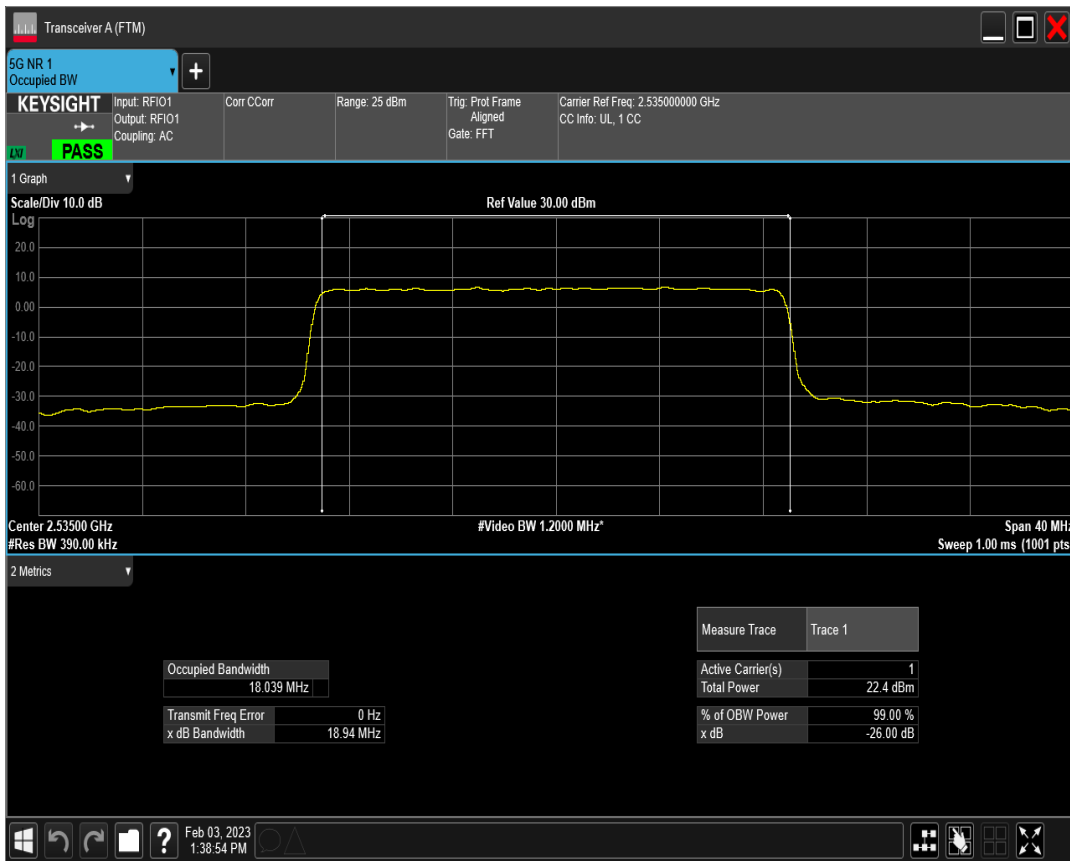 Transceiver A (FTM)
5G NR 1
Occupied BW
+
KEYSIGHT
LXI
PASS
Input: RFIO1
Output: RFIO1
Coupling: AC
Corr CCorr
Range: 25 dBm
Trig: Prot Frame
Aligned
Gate: FFT
Carrier Ref Freq: 2.535000000 GHz
CC Info: UL, 1 CC
1 Graph
Scale/Div 10.0 dB
Ref Value 30.00 dBm
Log
20.0
10.0
0.00
-10.0
-20.0
-30.0
-40.0
-50.0
-60.0
Center 2.53500 GHz
#Video BW 1.2000 MHz*
Span 40 MHz
#Res BW 390.00 kHz
Sweep 1.00 ms (1001 pts
2 Metrics
Measure Trace
Trace 1
Occupied Bandwidth
18.039 MHz
Active Carrier(s) 1
Total Power 22.4 dBm
Transmit Freq Error 0 Hz
x dB Bandwidth 18.94 MHz
% of OBW Power 99.00 %
x dB -26.00 dB
?
Feb 03, 2023
1:38:54 PM